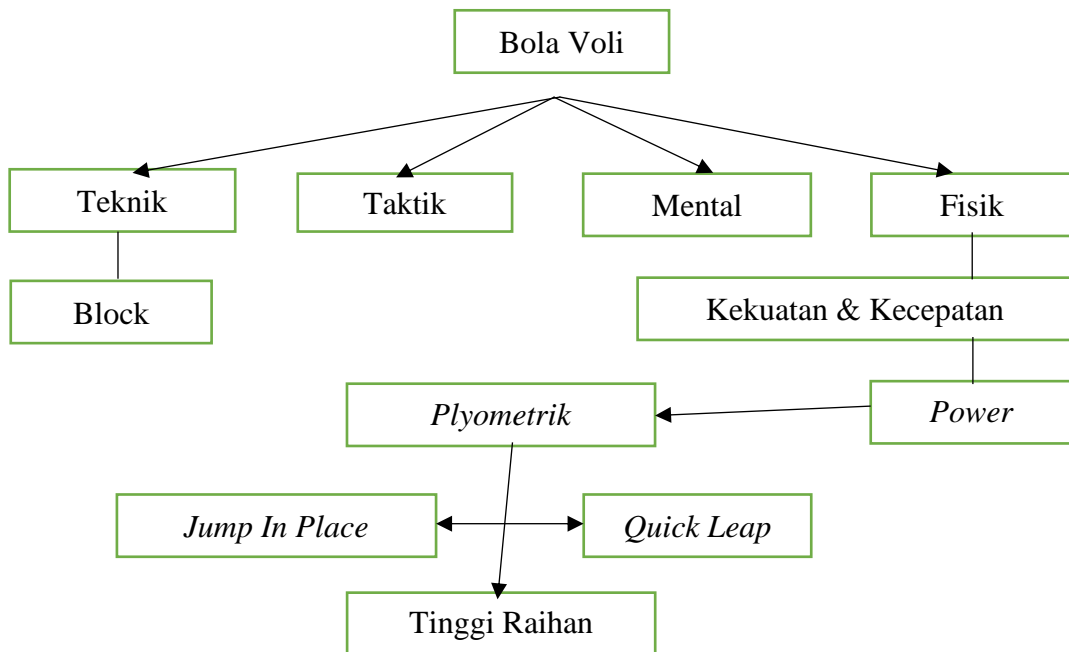 Bola Voli
Teknik
Taktik
Mental
Fisik
Block
Kekuatan & Kecepatan
Plyometrik
Power
Jump In Place
Quick Leap
Tinggi Raihan